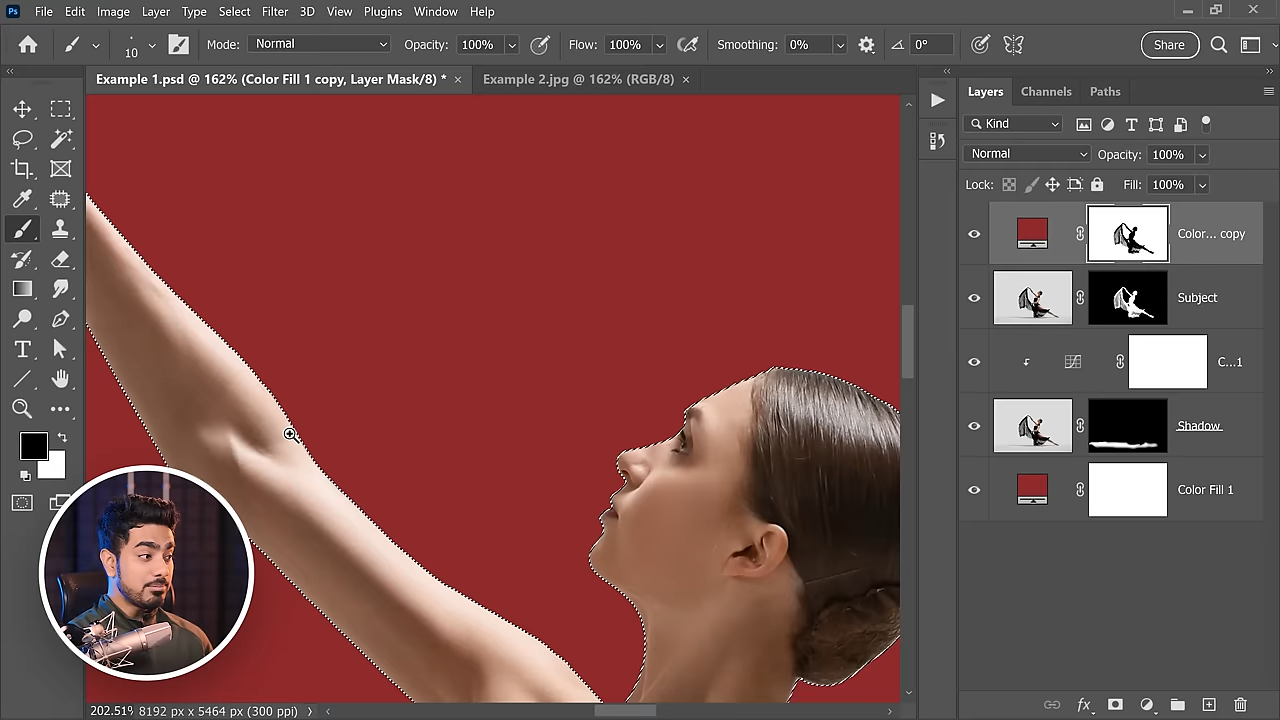 Ps File Edit Image Layer Type Select Filter 3D View Plugins Window Help
10 Mode: Normal Opacity: 100% Flow: 100% Smoothing: 0% 0° Share
Example 1.psd @ 162% (Color Fill 1 copy, Layer Mask/8) * × Example 2.jpg @ 162% (RGB/8) ×
Layers Channels Paths
Kind
Normal Opacity: 100%
Lock: Fill: 100%
Color... copy
Subject
C...1
Shadow
Color Fill 1
202.51% 8192 px x 5464 px (300 ppi)